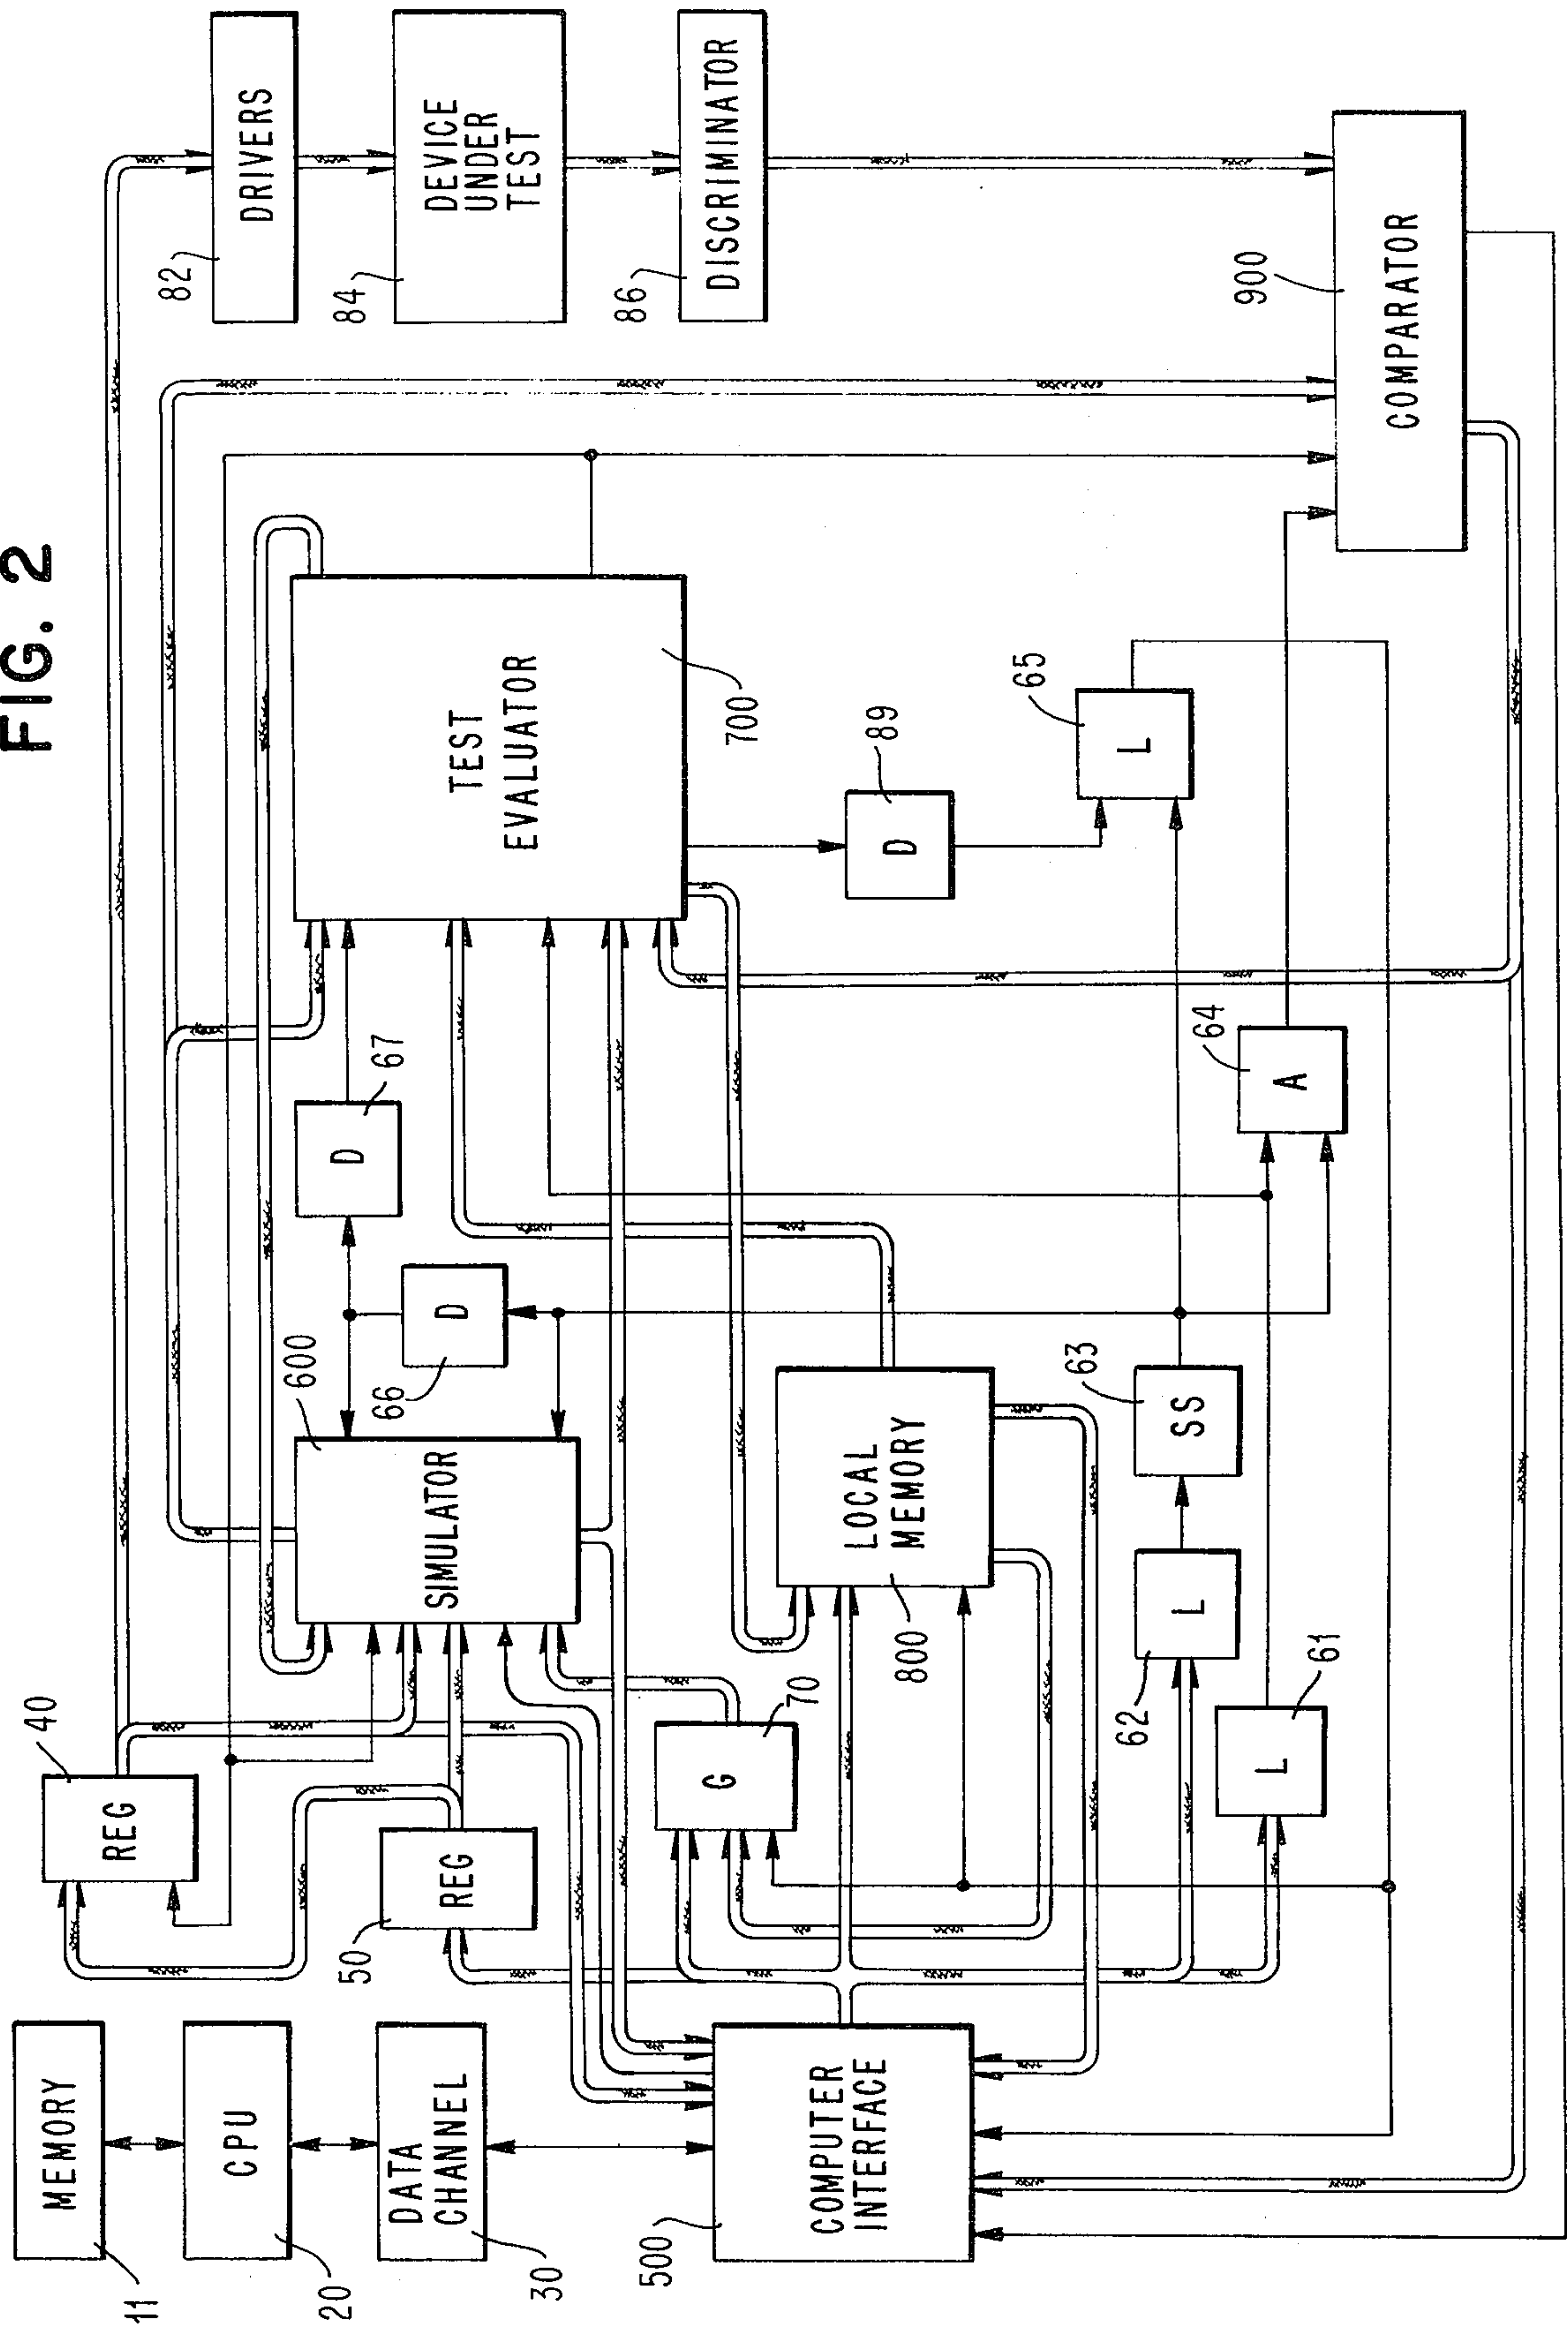 FIG. 2
MEMORY
11
CPU
20
DATA
CHANNEL
30
COMPUTER
INTERFACE
500
REG
40
REG
50
G
70
L
61
L
62
SS
63
A
64
L
65
D
66
D
67
SIMULATOR
600
LOCAL
MEMORY
800
TEST
EVALUATOR
700
D
89
DRIVERS
82
DEVICE
UNDER
TEST
84
DISCRIMINATOR
86
COMPARATOR
900